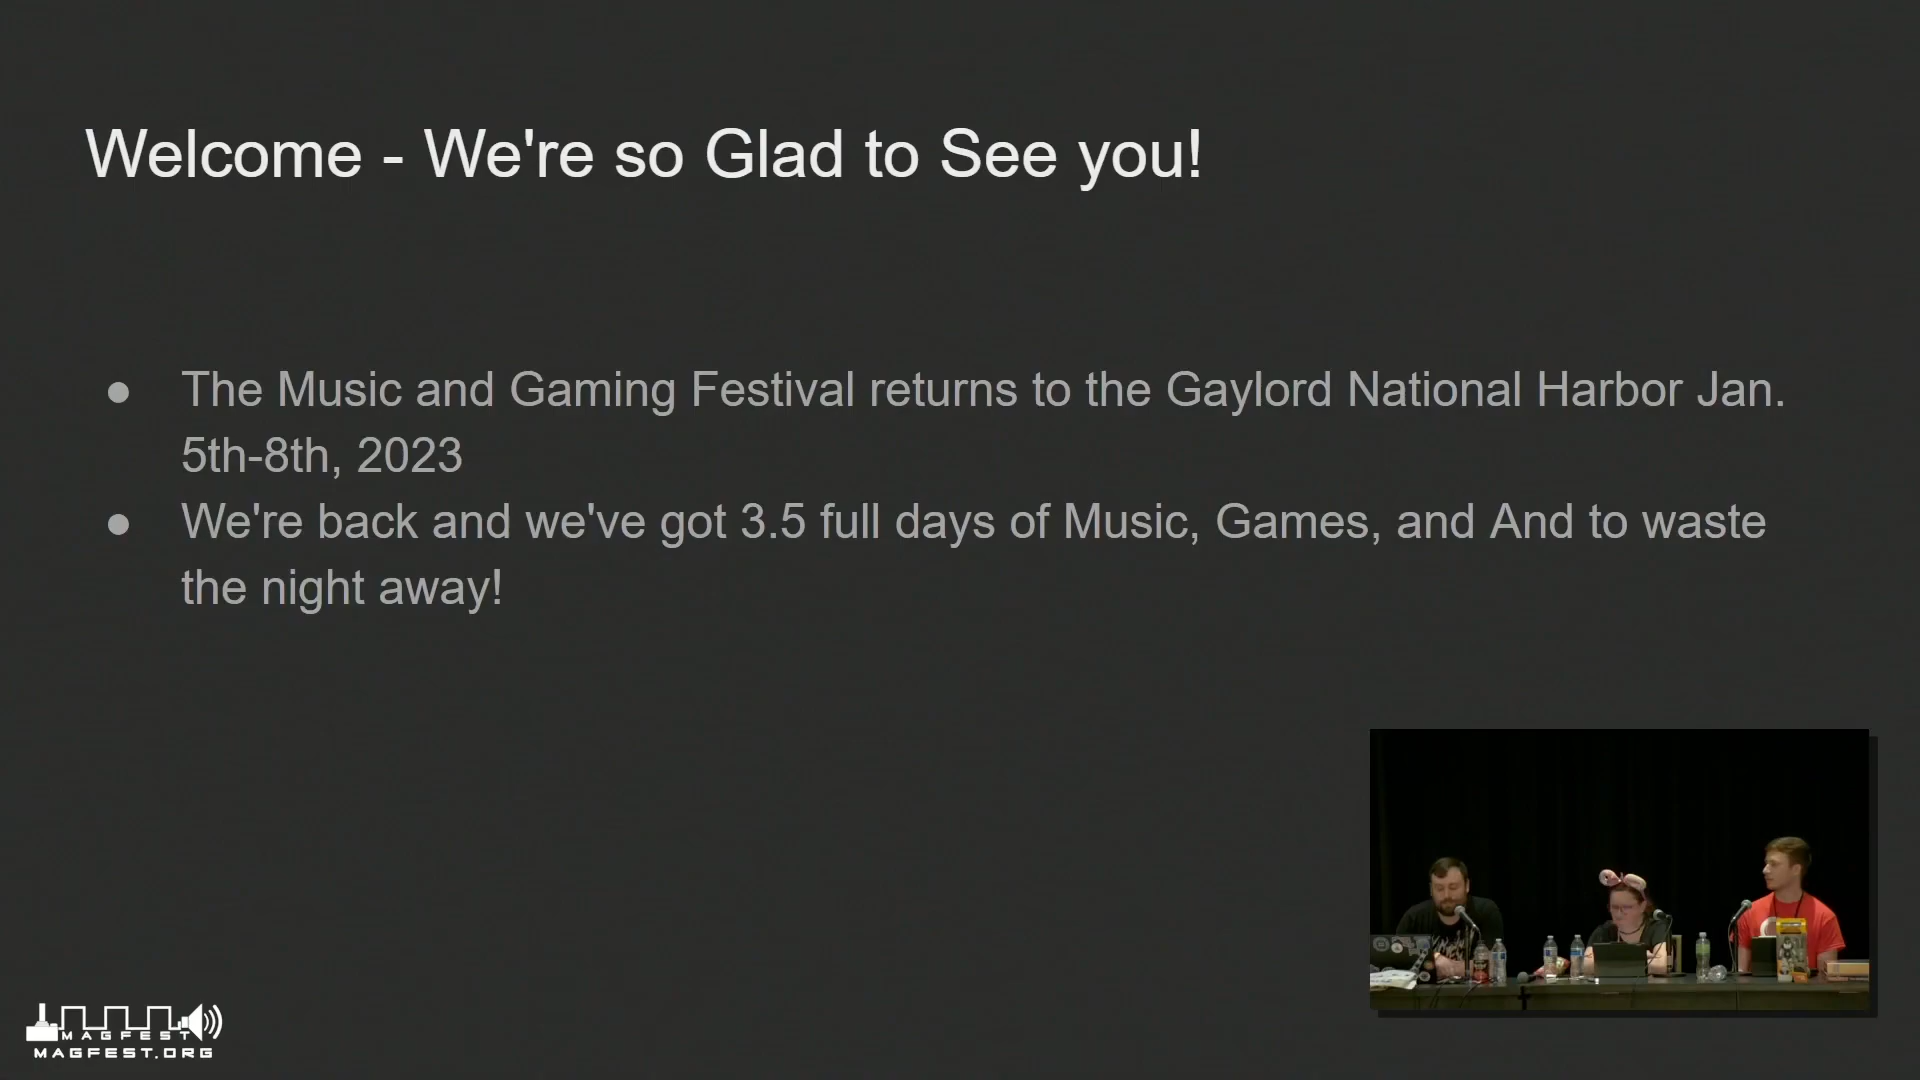 Welcome - We're so Glad to See you!
● The Music and Gaming Festival returns to the Gaylord National Harbor Jan.
5th-8th, 2023
● We're back and we've got 3.5 full days of Music, Games, and And to waste
the night away!
MAGFEST
MAGFEST.ORG